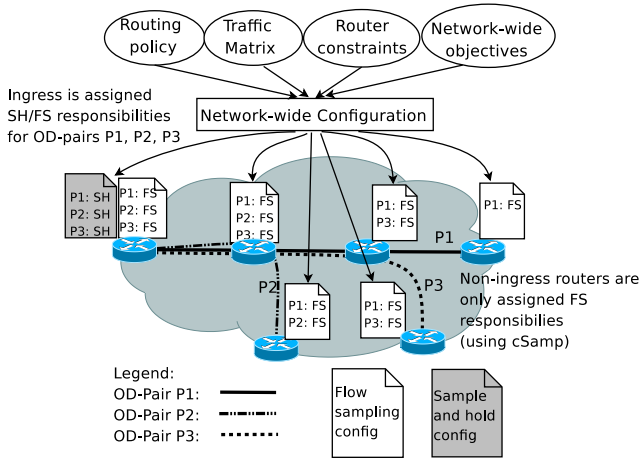 Routing
policy
Traffic
Matrix
Router
constraints
Network-wide
objectives
Ingress is assigned
SH/FS responsibilities
for OD-pairs P1, P2, P3
Network-wide Configuration
P1: SH
P2: SH
P3: SH
P1: FS
P2: FS
P3: FS
P1: FS
P2: FS
P3: FS
P1: FS
P3: FS
P1: FS
P1
P2
P3
P1: FS
P2: FS
P1: FS
P3: FS
Non-ingress routers are
only assigned FS
responsibilies
(using cSamp)
Legend:
OD-Pair P1:
OD-Pair P2:
OD-Pair P3:
Flow
sampling
config
Sample
and hold
config